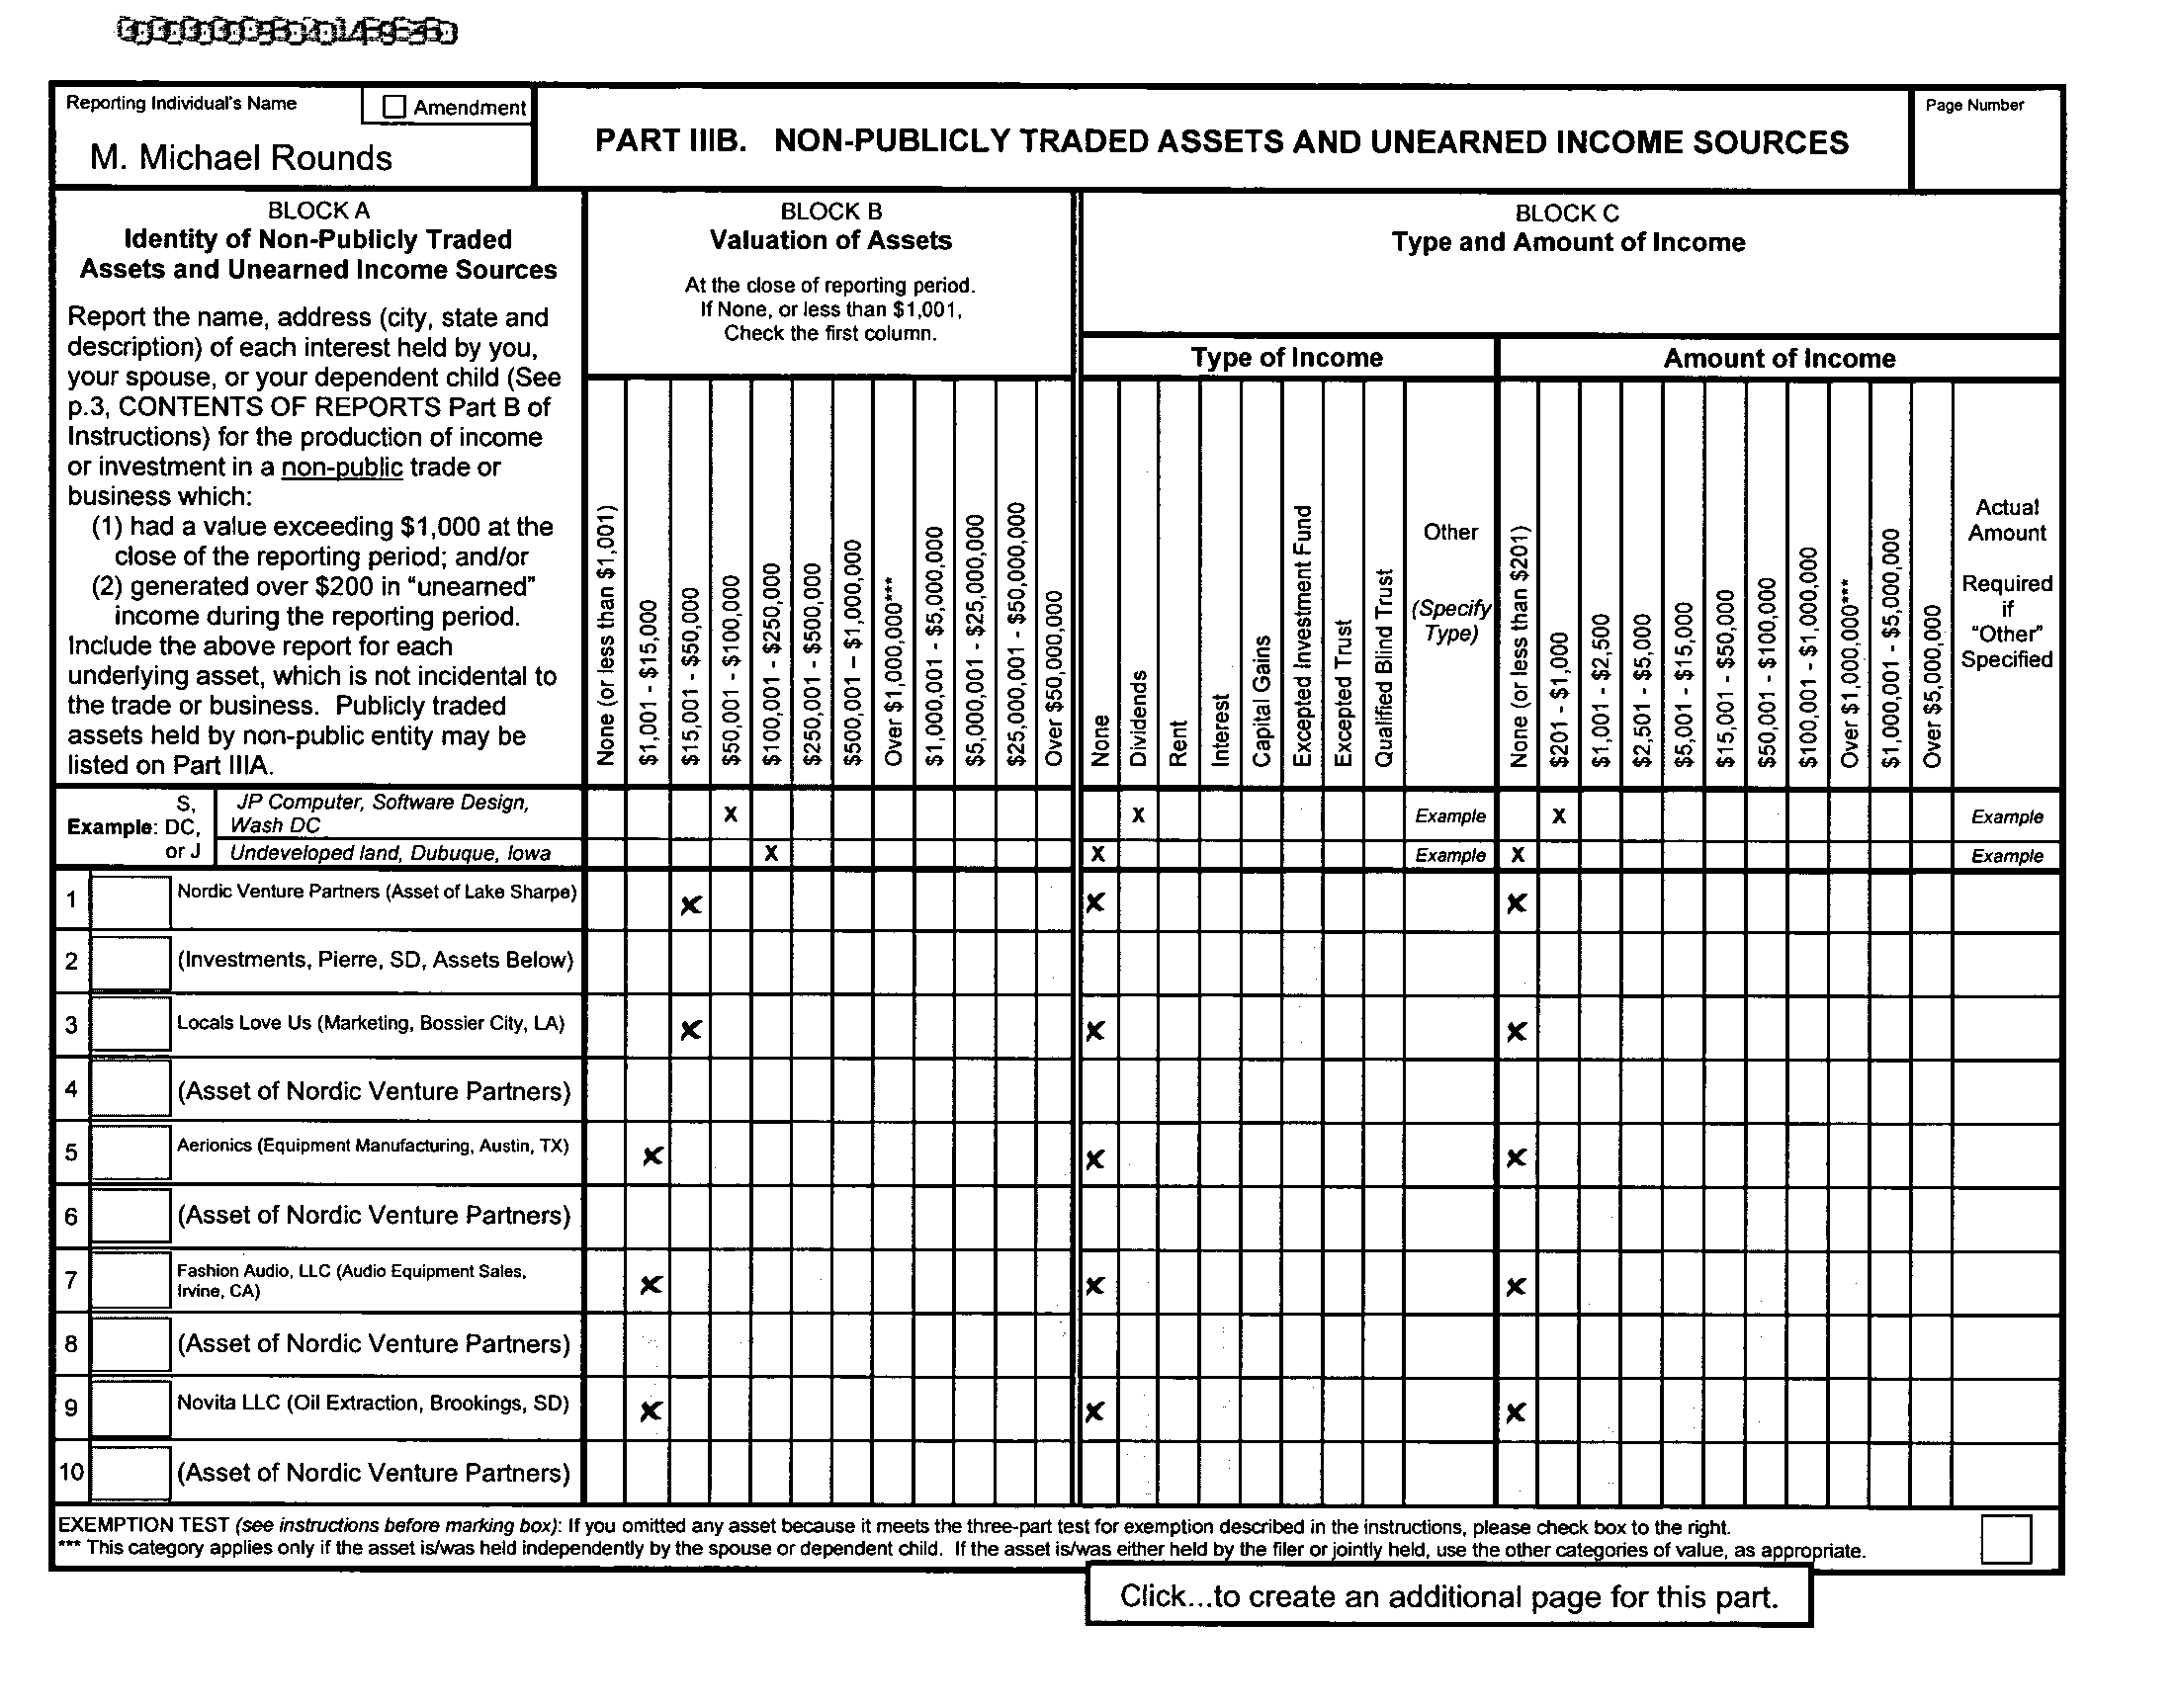 Reporting Individual's Name
Amendment
M. Michael Rounds
PART IIIB. NON-PUBLICLY TRADED ASSETS AND UNEARNED INCOME SOURCES
Page Number
BLOCK A
Identity of Non-Publicly Traded
Assets and Unearned Income Sources
Report the name, address (city, state and
description) of each interest held by you,
your spouse, or your dependent child (See
p.3, CONTENTS OF REPORTS Part B of
Instructions) for the production of income
or investment in a non-public trade or
business which:
(1) had a value exceeding $1,000 at the
close of the reporting period; and/or
(2) generated over $200 in "unearned"
income during the reporting period.
Include the above report for each
underlying asset, which is not incidental to
the trade or business. Publicly traded
assets held by non-public entity may be
listed on Part IIIA.
BLOCK B
Valuation of Assets
At the close of reporting period.
If None, or less than $1,001,
Check the first column.
None (or less than $1,001)
$1,001 - $15,000
$15,001 - $50,000
$50,001 - $100,000
$100,001 - $250,000
$250,001 - $500,000
$500,001 – $1,000,000
Over $1,000,000***
$1,000,001 - $5,000,000
$5,000,001 - $25,000,000
$25,000,001 - $50,000,000
Over $50,000,000
BLOCK C
Type and Amount of Income
Type of Income
None
Dividends
Rent
Interest
Capital Gains
Excepted Investment Fund
Excepted Trust
Qualified Blind Trust
Other
(Specify
Type)
Amount of Income
None (or less than $201)
$201 - $1,000
$1,001 - $2,500
$2,501 - $5,000
$5,001 - $15,000
$15,001 - $50,000
$50,001 - $100,000
$100,001 - $1,000,000
Over $1,000,000***
$1,000,001 - $5,000,000
Over $5,000,000
Actual
Amount
Required
if
"Other"
Specified
Example: S, DC, or J
JP Computer, Software Design,
Wash DC X X Example X Example
Undeveloped land, Dubuque, Iowa X X Example X Example
1 Nordic Venture Partners (Asset of Lake Sharpe) X X X
2 (Investments, Pierre, SD, Assets Below)
3 Locals Love Us (Marketing, Bossier City, LA) X X X
4 (Asset of Nordic Venture Partners)
5 Aerionics (Equipment Manufacturing, Austin, TX) X X X
6 (Asset of Nordic Venture Partners)
7 Fashion Audio, LLC (Audio Equipment Sales,
Irvine, CA) X X X
8 (Asset of Nordic Venture Partners)
9 Novita LLC (Oil Extraction, Brookings, SD) X X X
10 (Asset of Nordic Venture Partners)
EXEMPTION TEST (see instructions before marking box): If you omitted any asset because it meets the three-part test for exemption described in the instructions, please check box to the right.
*** This category applies only if the asset is/was held independently by the spouse or dependent child. If the asset is/was either held by the filer or jointly held, use the other categories of value, as appropriate.
Click...to create an additional page for this part.